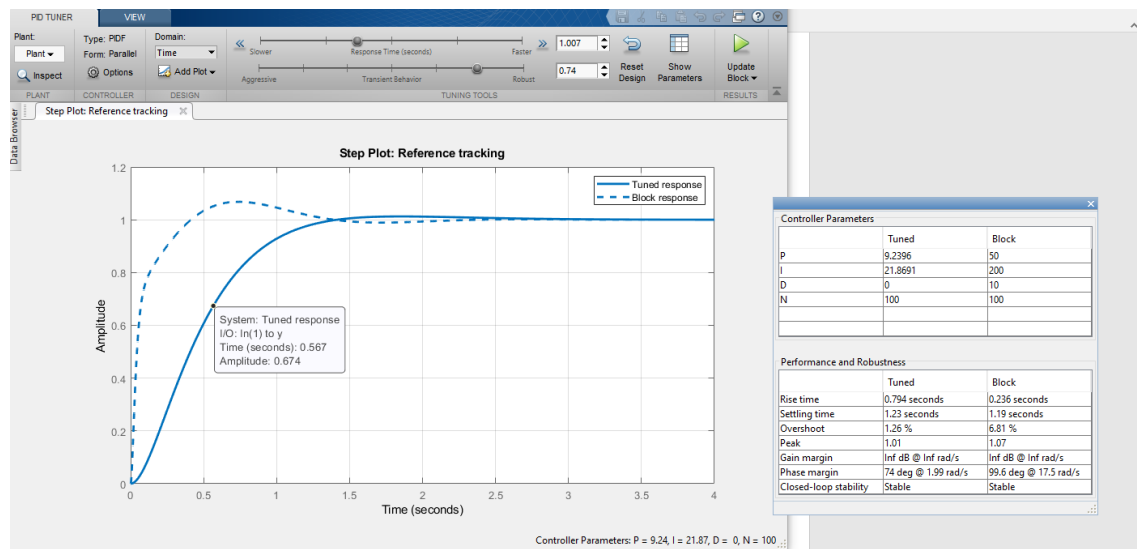 PID TUNER VIEW
Plant: Type: PIDF Domain:
Plant Form: Parallel Time Slower Response Time (seconds) Faster 1.007
Inspect Options Add Plot Aggressive Transient Behavior Robust 0.74 Reset Design Show Parameters Update Block
PLANT CONTROLLER DESIGN TUNING TOOLS RESULTS
Data Browser
Step Plot: Reference tracking
Step Plot: Reference tracking
Tuned response
Block response
Amplitude
1.2
1
0.8
0.6
0.4
0.2
0
System: Tuned response
I/O: In(1) to y
Time (seconds): 0.567
Amplitude: 0.674
0 0.5 1 1.5 2 2.5 3 3.5 4
Time (seconds)
Controller Parameters: P = 9.24, I = 21.87, D = 0, N = 100
Controller Parameters
Tuned Block
P 9.2396 50
I 21.8691 200
D 0 10
N 100 100
Performance and Robustness
Tuned Block
Rise time 0.794 seconds 0.236 seconds
Settling time 1.23 seconds 1.19 seconds
Overshoot 1.26 % 6.81 %
Peak 1.01 1.07
Gain margin Inf dB @ Inf rad/s Inf dB @ Inf rad/s
Phase margin 74 deg @ 1.99 rad/s 99.6 deg @ 17.5 rad/s
Closed-loop stability Stable Stable